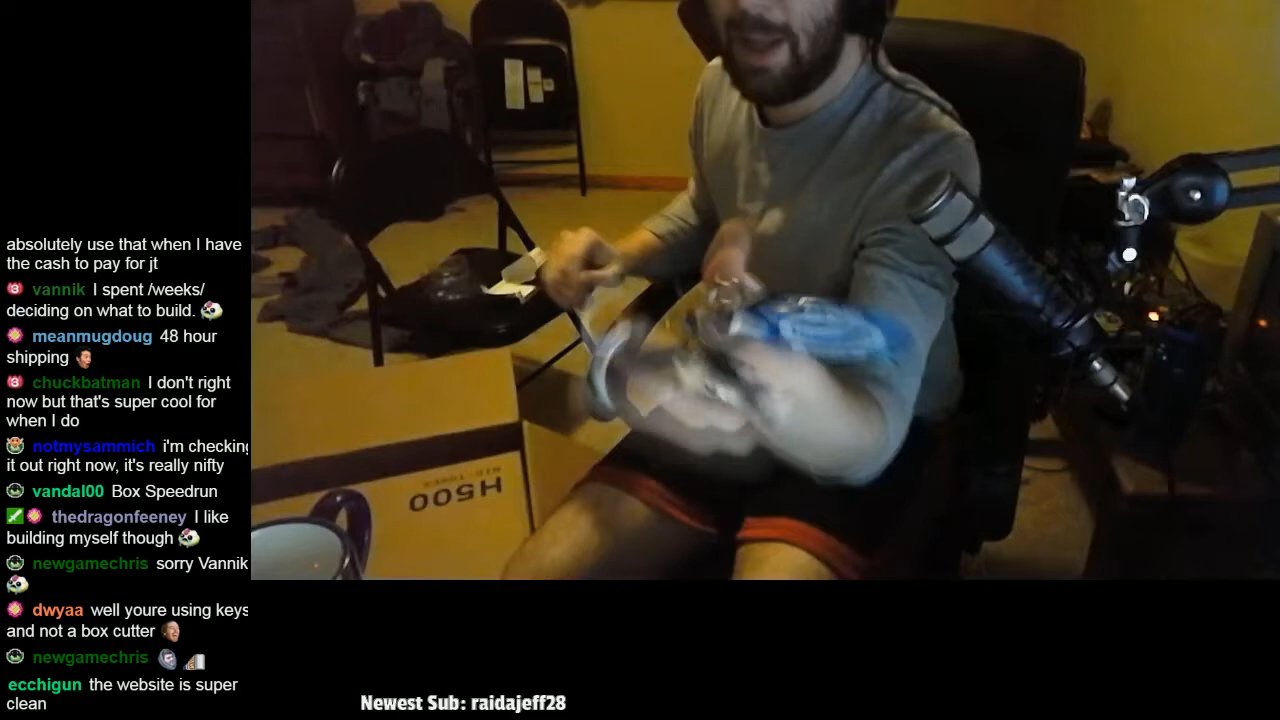 absolutely use that when I have
the cash to pay for jt
vannik I spent /weeks/
deciding on what to build.
meanmugdoug 48 hour
shipping
chuckbatman I don't right
now but that's super cool for
when I do
notmysammich i'm checking
it out right now, it's really nifty
vandal00 Box Speedrun
thedragonfeeney I like
building myself though
newgamechris sorry Vannik
dwyaa well youre using keys
and not a box cutter
newgamechris
ecchigun the website is super
clean
H500
MID TOWER
Newest Sub: raidajeff28